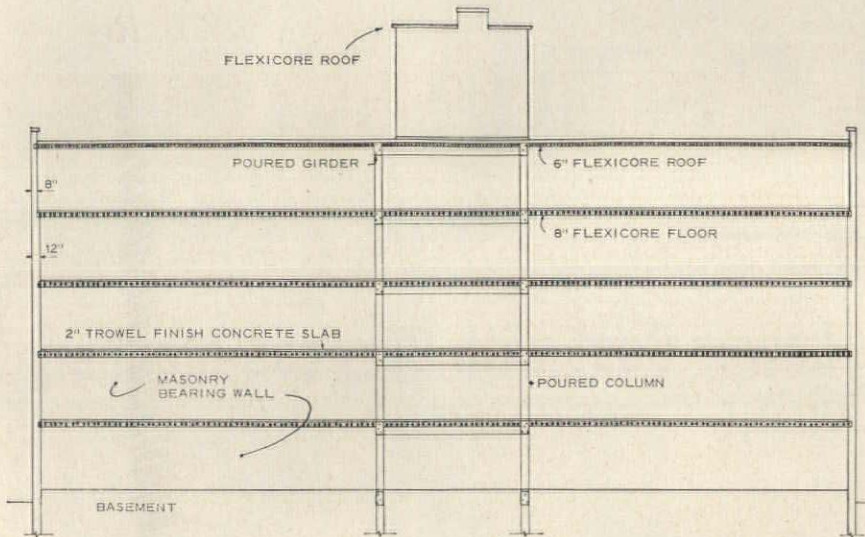 FLEXICORE ROOF
POURED GIRDER
6" FLEXICORE ROOF
8"
8" FLEXICORE FLOOR
12"
2" TROWEL FINISH CONCRETE SLAB
MASONRY
BEARING WALL
POURED COLUMN
BASEMENT